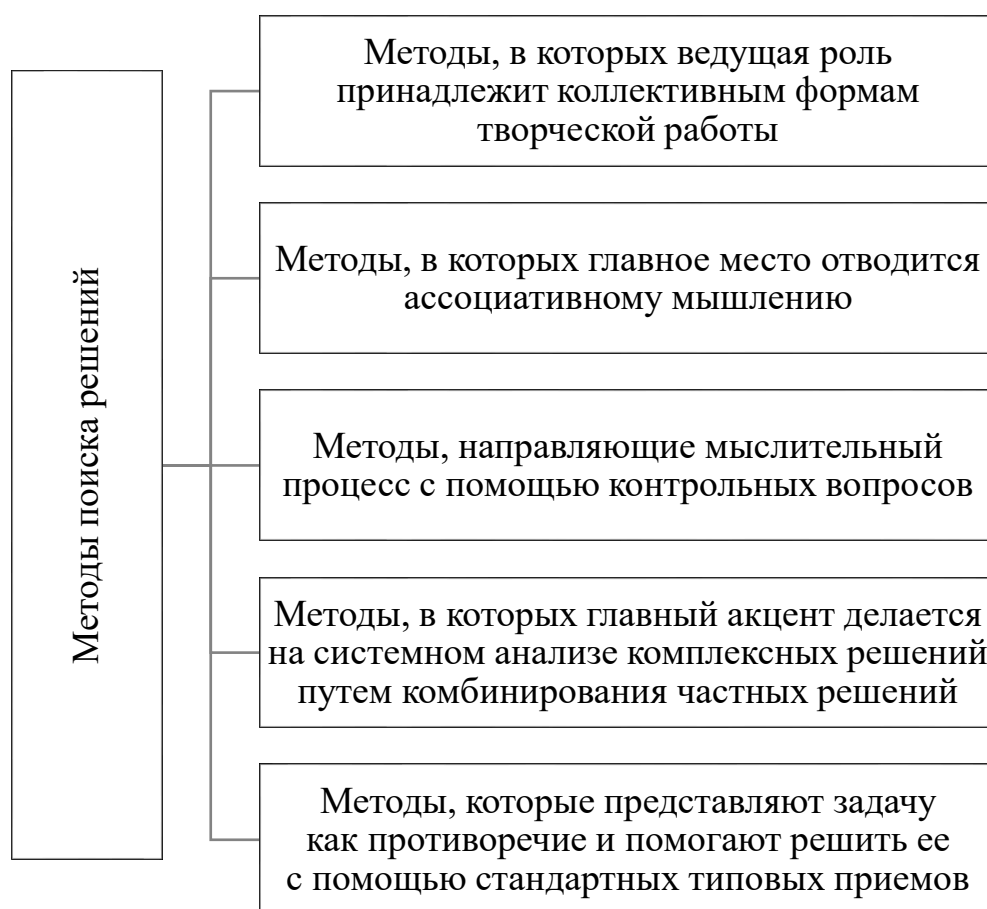 Методы поиска решений
Методы, в которых ведущая роль
принадлежит коллективным формам
творческой работы
Методы, в которых главное место отводится
ассоциативному мышлению
Методы, направляющие мыслительный
процесс с помощью контрольных вопросов
Методы, в которых главный акцент делается
на системном анализе комплексных решений
путем комбинирования частных решений
Методы, которые представляют задачу
как противоречие и помогают решить ее
с помощью стандартных типовых приемов